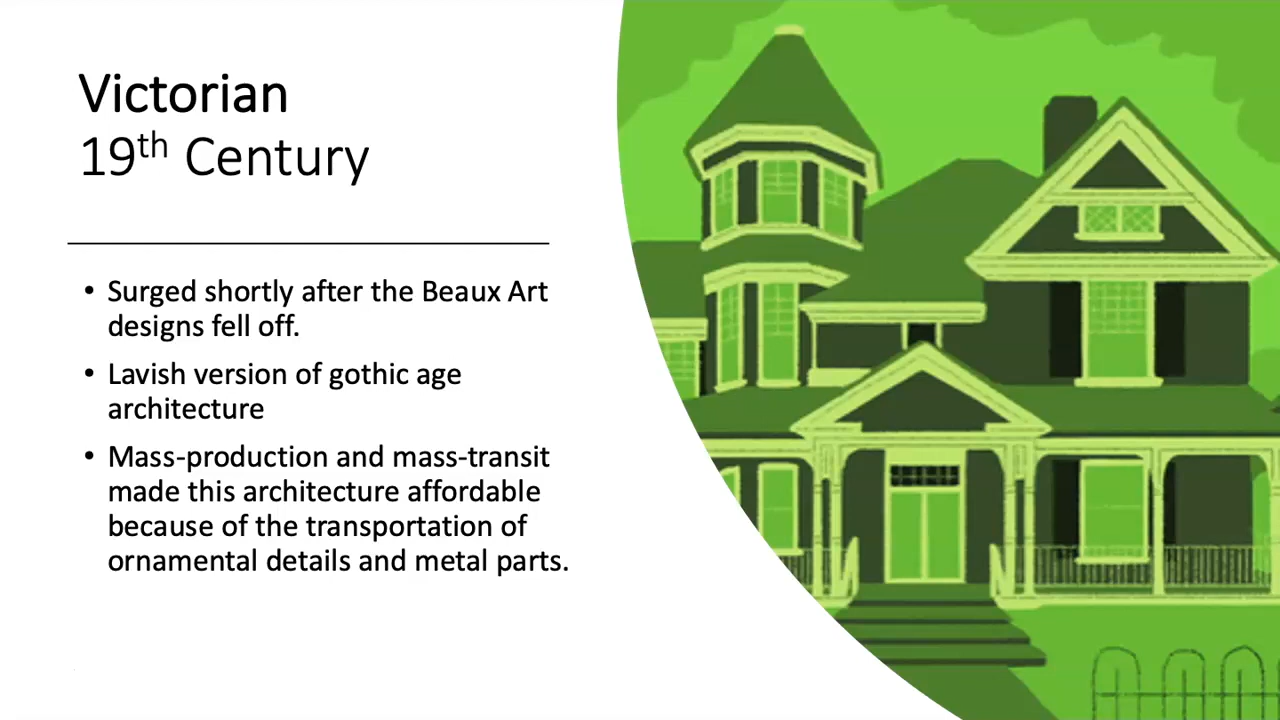 Victorian
19th Century
• Surged shortly after the Beaux Art
designs fell off.
• Lavish version of gothic age
architecture
• Mass-production and mass-transit
made this architecture affordable
because of the transportation of
ornamental details and metal parts.